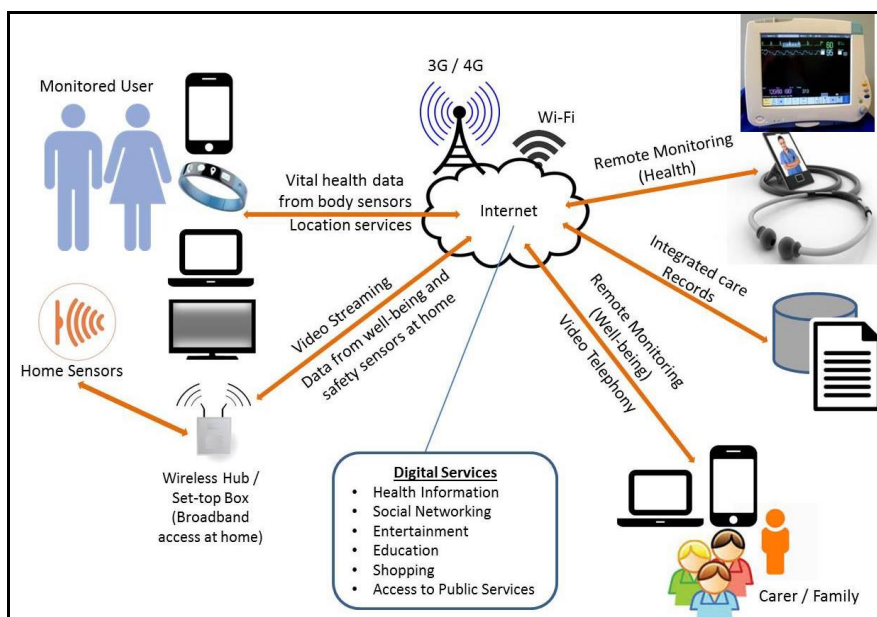 3G / 4G
Monitored User
Wi-Fi
Remote Monitoring
(Health)
Vital health data
from body sensors
Location services
Internet
Integrated care
Records
Video Streaming
Data from well-being and
safety sensors at home
Remote Monitoring
(Well-being)
Video Telephony
Home Sensors
Wireless Hub /
Set-top Box
(Broadband
access at home)
Digital Services
• Health Information
• Social Networking
• Entertainment
• Education
• Shopping
• Access to Public Services
Carer / Family